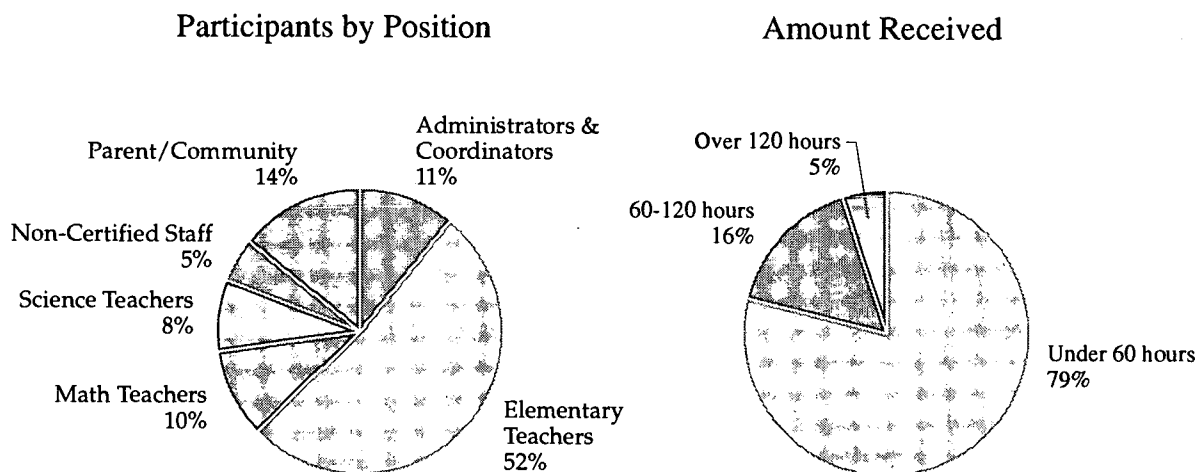 Participants by Position
Parent/Community
14%
Administrators &
Coordinators
11%
Non-Certified Staff
5%
Science Teachers
8%
Math Teachers
10%
Elementary
Teachers
52%
Amount Received
Over 120 hours
5%
60-120 hours
16%
Under 60 hours
79%